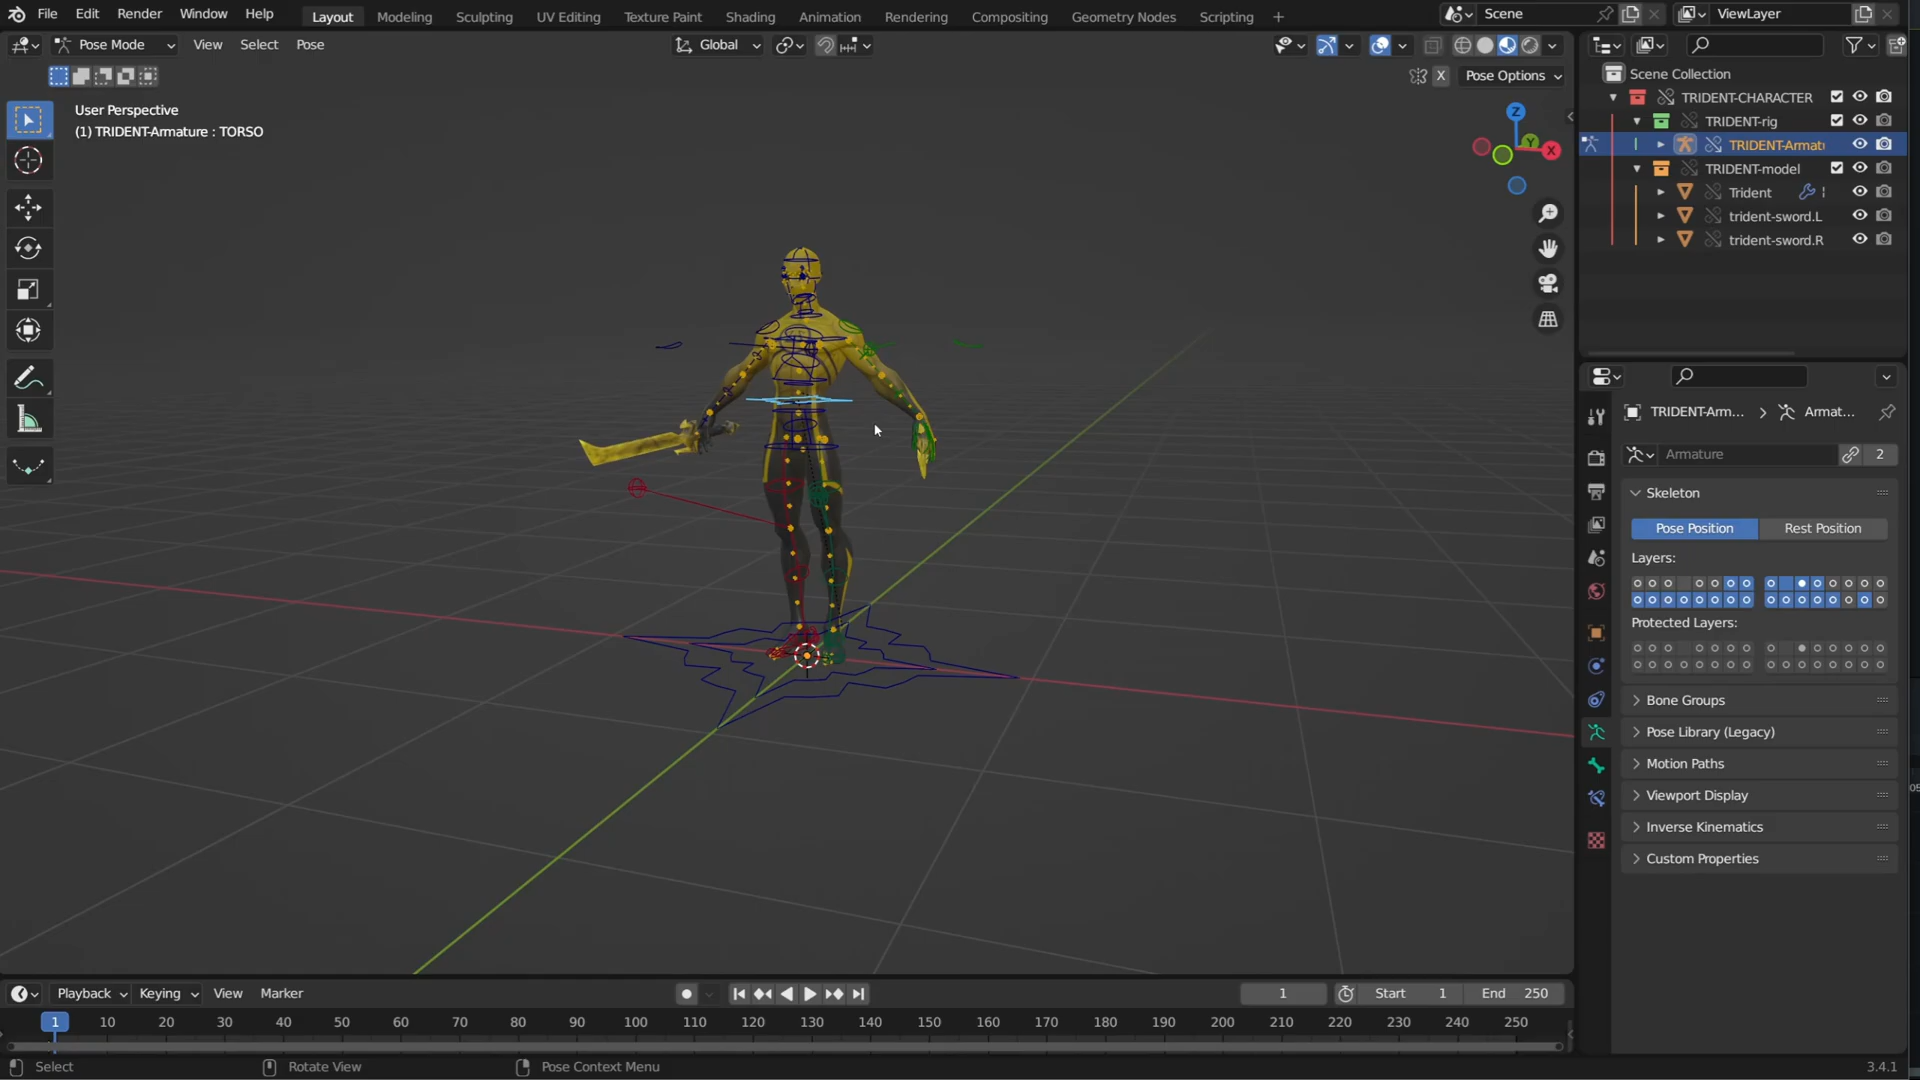 File Edit Render Window Help Layout Modeling Sculpting UV Editing Texture Paint Shading Animation Rendering Compositing Geometry Nodes Scripting + Scene ViewLayer
Pose Mode View Select Pose Global
X Pose Options
User Perspective
(1) TRIDENT-Armature : TORSO
Z
Y
X
Scene Collection
TRIDENT-CHARACTER
TRIDENT-rig
TRIDENT-Armatu
TRIDENT-model
Trident
trident-sword.L
trident-sword.R
TRIDENT-Arm... > Armat...
Armature 2
Skeleton
Pose Position Rest Position
Layers:
Protected Layers:
Bone Groups
Pose Library (Legacy)
Motion Paths
Viewport Display
Inverse Kinematics
Custom Properties
Playback Keying View Marker 1 Start 1 End 250
1 10 20 30 40 50 60 70 80 90 100 110 120 130 140 150 160 170 180 190 200 210 220 230 240 250
Select Rotate View Pose Context Menu 3.4.1